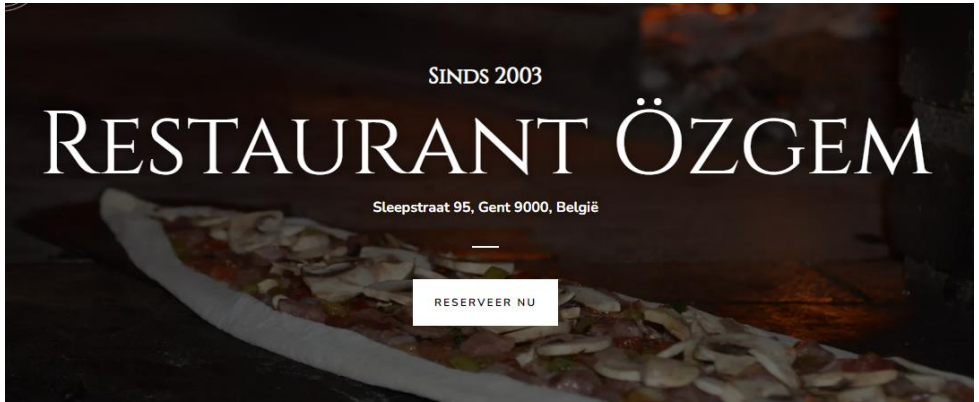 Sinds 2003
Restaurant Özgem
Sleepstraat 95, Gent 9000, België
RESERVEER NU